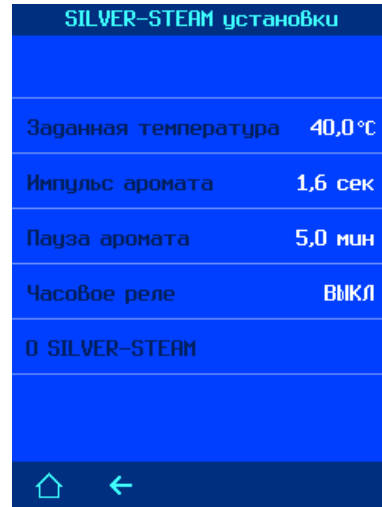 SILVER-STEAM установки
Заданная температура 40,0°C
Импульс аромата 1,6 сек
Пауза аромата 5,0 мин
Часовое реле ВЫКЛ
О SILVER-STEAM